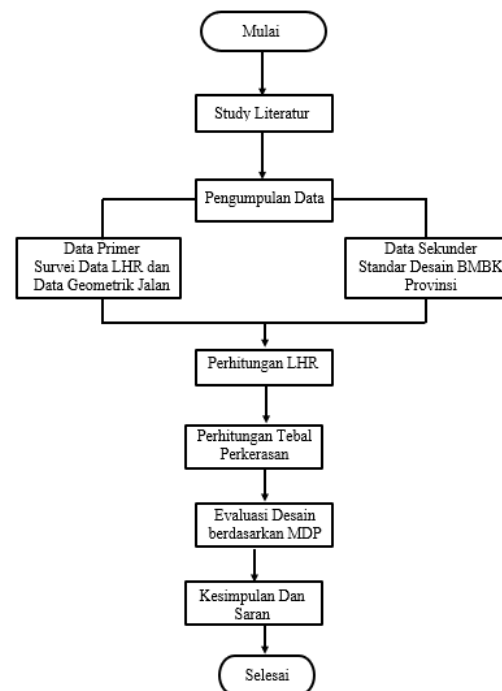 Mulai
Study Literatur
Pengumpulan Data
Data Primer
Survei Data LHR dan
Data Geometrik Jalan
Data Sekunder
Standar Desain BMBK
Provinsi
Perhitungan LHR
Perhitungan Tebal
Perkerasan
Evaluasi Desain
berdasarkan MDP
Kesimpulan Dan
Saran
Selesai